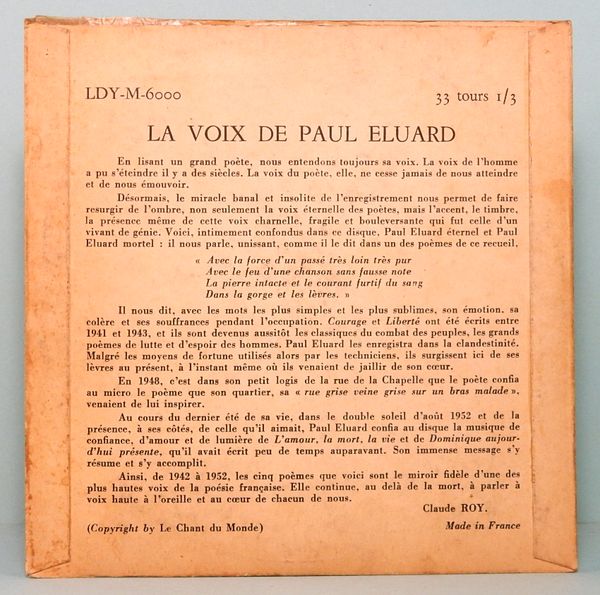 LDY-M-6000
33 tours 1/3
LA VOIX DE PAUL ELUARD
En lisant un grand poète, nous entendons toujours sa voix. La voix de l'homme
a pu s'éteindre il y a des siècles. La voix du poète, elle, ne cesse jamais de nous atteindre
et de nous émouvoir.
Désormais, le miracle banal et insolite de l'enregistrement nous permet de faire
resurgir de l'ombre, non seulement la voix éternelle des poètes, mais l'accent, le timbre,
la présence même de cette voix charnelle, fragile et bouleversante qui fut celle d'un
vivant de génie. Voici, intimement confondus dans ce disque, Paul Eluard éternel et Paul
Eluard mortel : il nous parle, unissant, comme il le dit dans un des poèmes de ce recueil,
« Avec la force d'un passé très loin très pur
Avec le feu d'une chanson sans fausse note
La pierre intacte et le courant furtif du sang
Dans la gorge et les lèvres. »
Il nous dit, avec les mots les plus simples et les plus sublimes, son émotion, sa
colère et ses souffrances pendant l'occupation. Courage et Liberté ont été écrits entre
1941 et 1943, et ils sont devenus aussitôt les classiques du combat des peuples, les grands
poèmes de lutte et d'espoir des hommes. Paul Eluard les enregistra dans la clandestinité.
Malgré les moyens de fortune utilisés alors par les techniciens, ils surgissent ici de ses
lèvres au présent, à l'instant même où ils venaient de jaillir de son cœur.
En 1948, c'est dans son petit logis de la rue de la Chapelle que le poète confia
au micro le poème que son quartier, sa « rue grise veine grise sur un bras malade »,
venaient de lui inspirer.
Au cours du dernier été de sa vie, dans le double soleil d'août 1952 et de la
présence, à ses côtés, de celle qu'il aimait, Paul Eluard confia au disque la musique de
confiance, d'amour et de lumière de L'amour, la mort, la vie et de Dominique aujour-
d'hui présente, qu'il avait écrit peu de temps auparavant. Son immense message s'y
résume et s'y accomplit.
Ainsi, de 1942 à 1952, les cinq poèmes que voici sont le miroir fidèle d'une des
plus hautes voix de la poésie française. Elle continue, au delà de la mort, à parler à
voix haute à l'oreille et au cœur de chacun de nous.
Claude ROY.
(Copyright by Le Chant du Monde)
Made in France